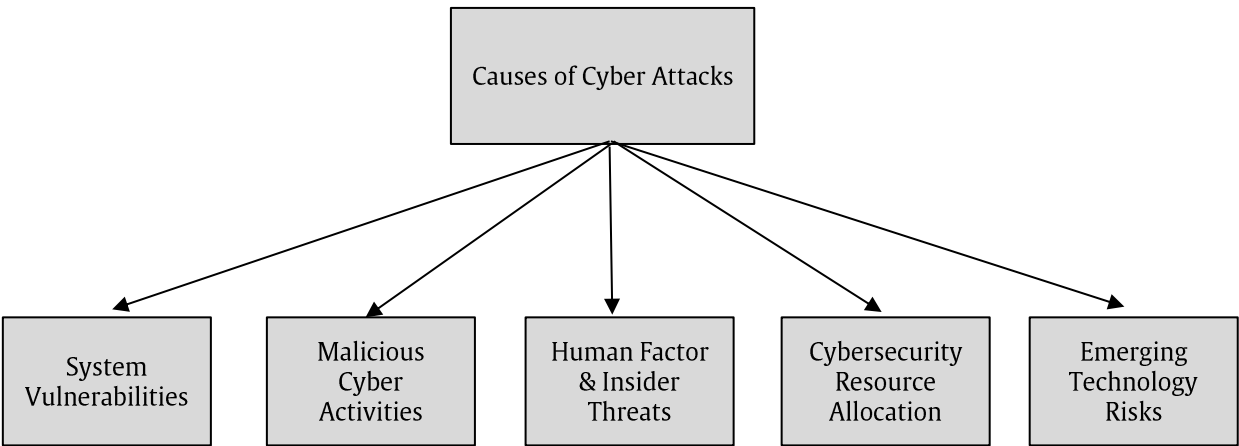 Causes of Cyber Attacks
System
Vulnerabilities
Malicious
Cyber
Activities
Human Factor
& Insider
Threats
Cybersecurity
Resource
Allocation
Emerging
Technology
Risks